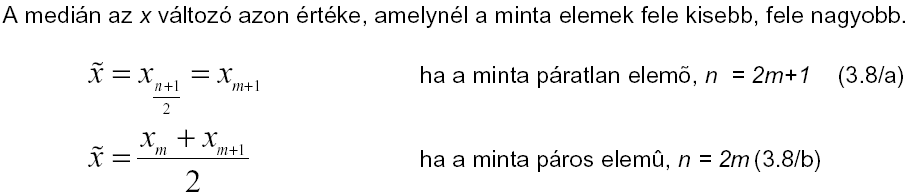 A medián az x változó azon értéke, amelynél a minta elemek fele kisebb, fele nagyobb.
x̃ = x_{\frac{n+1}{2}} = x_{m+1} ha a minta páratlan elemõ, n = 2m+1 (3.8/a)
x̃ = \frac{x_m + x_{m+1}}{2} ha a minta páros elemû, n = 2m (3.8/b)